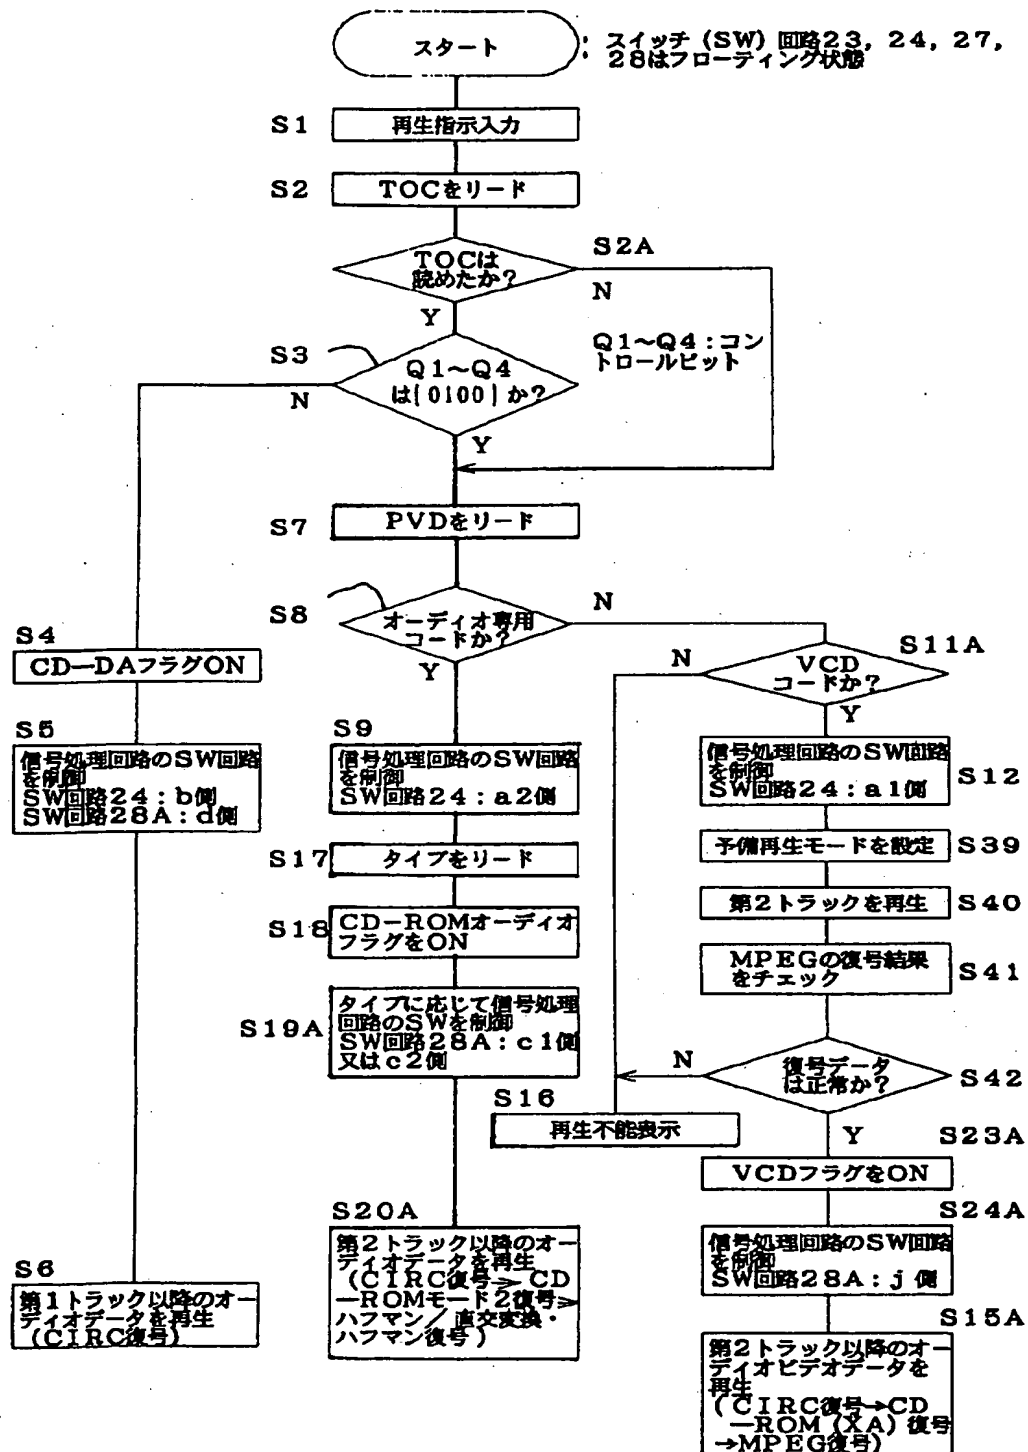 スタート
: スイッチ (SW) 回路23, 24, 27,
28はフローティング状態
S1
再生指示入力
S2
TOCをリード
S2A
TOCは
読めたか?
N
Y
Q1～Q4:コン
トロールビット
S3
Q1～Q4
は[0100]か?
N
Y
S7
PVDをリード
S8
オーディオ専用
コードか?
N
Y
S4
CD—DAフラグON
S11A
VCD
コードか?
N
Y
S5
信号処理回路のSW回路
を制御
SW回路24:b側
SW回路28A:d側
S9
信号処理回路のSW回路
を制御
SW回路24:a2側
信号処理回路のSW回路
を制御
SW回路24:a1側
S12
S17
タイプをリード
予備再生モードを設定
S39
S18
CD-ROMオーディオ
フラグをON
第2トラックを再生
S40
MPEGの復号結果
をチェック
S41
S19A
タイプに応じて信号処理
回路のSWを制御
SW回路28A:c1側
又はc2側
復号データ
は正常か?
N
S42
Y
S16
再生不能表示
S23A
VCDフラグをON
S24A
信号処理回路のSW回路
を制御
SW回路28A:j側
S20A
第2トラック以降のオー
ディオデータを再生
(CIRC復号→CD
-ROMモード2復号→
ハフマン/直交変換・
ハフマン復号)
S6
第1トラック以降のオー
ディオデータを再生
(CIRC復号)
S15A
第2トラック以降のオー
ディオビデオデータを
再生
(CIRC復号→CD
-ROM(XA)復号
→MPEG復号)